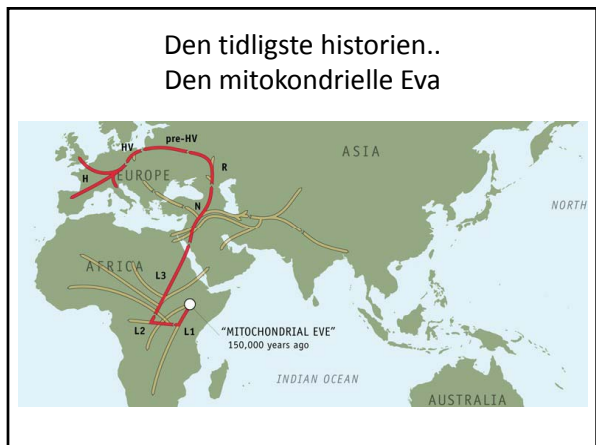 Den tidligste historien..
Den mitokondrielle Eva
pre-HV
HV
ASIA
R
H
EUROPE
N
NORTH
AFRICA
L3
"MITOCHONDRIAL EVE"
L2
L1
150,000 years ago
INDIAN OCEAN
AUSTRALIA